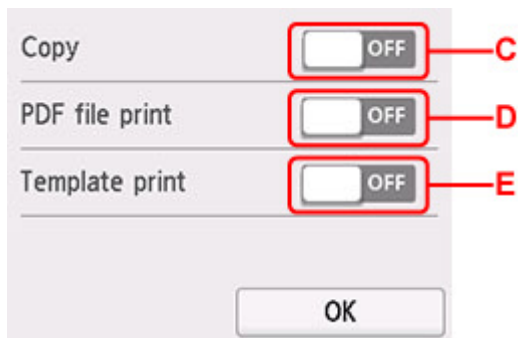 Copy OFF C
PDF file print OFF D
Template print OFF E
OK